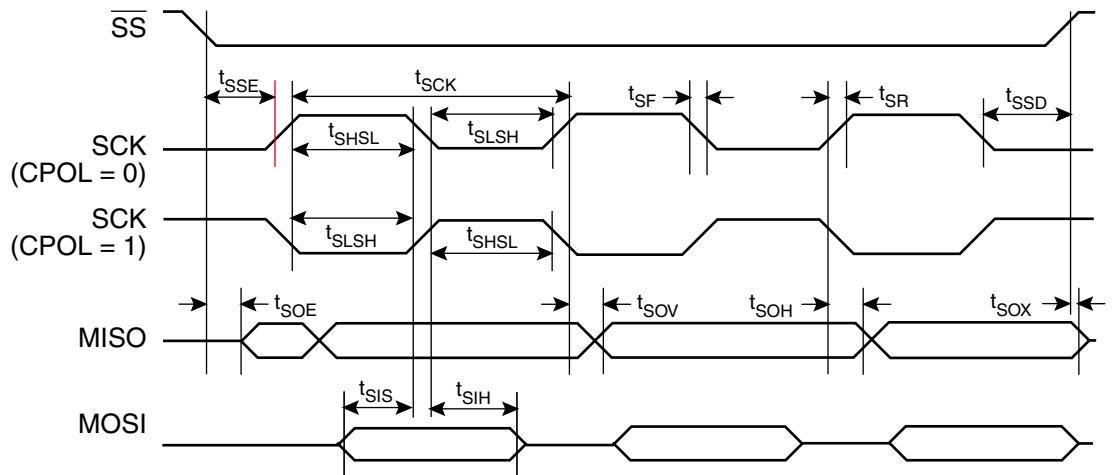 SS
tSSE
tSCK
tSF
tSR
tSSD
SCK
(CPOL = 0)
tSHSL
tSLSH
SCK
(CPOL = 1)
tSLSH
tSHSL
tSOE
tSOV
tSOH
tSOX
MISO
tSIS
tSIH
MOSI